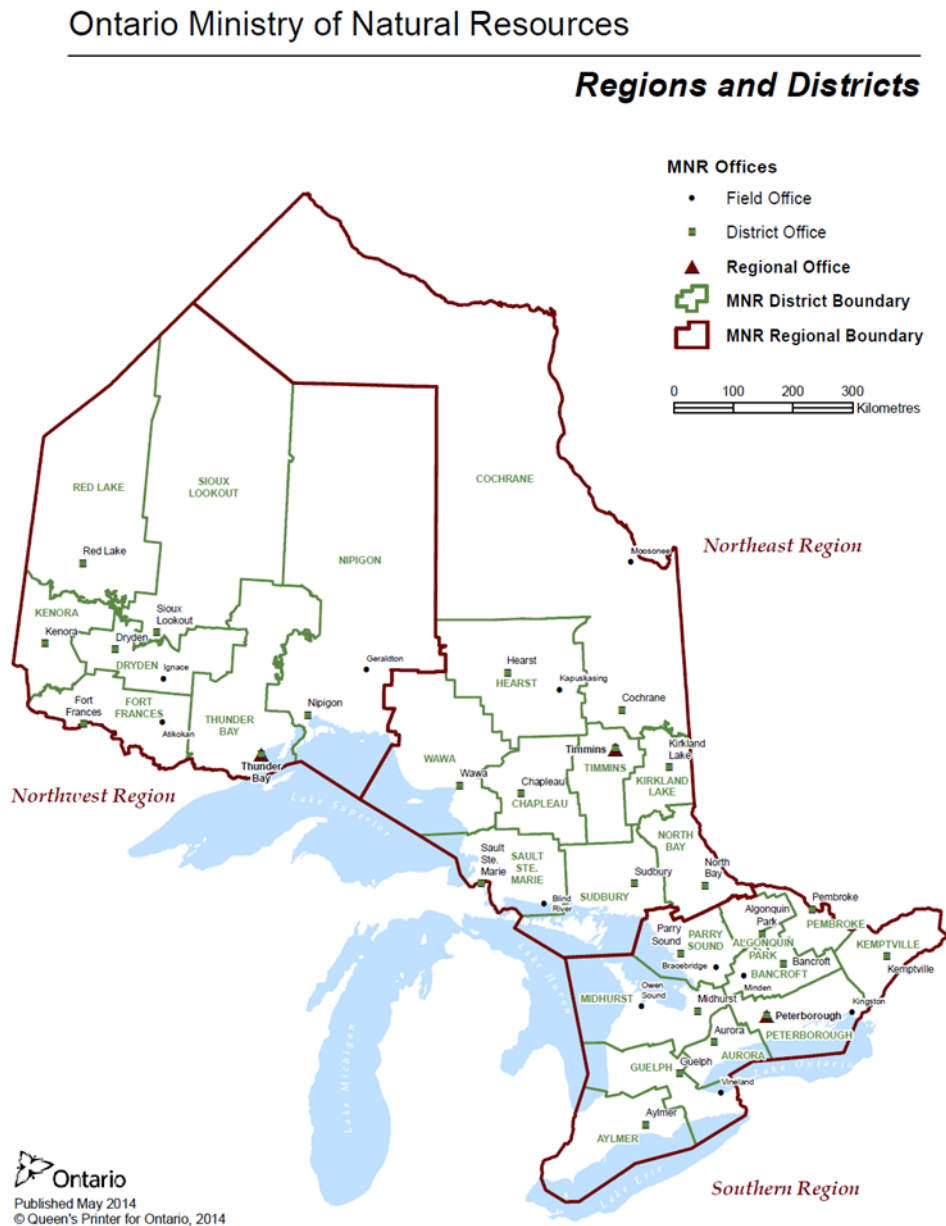 Ontario Ministry of Natural Resources
Regions and Districts
MNR Offices
Field Office
District Office
Regional Office
MNR District Boundary
MNR Regional Boundary
0 100 200 300
Kilometres
RED LAKE
SIOUX
LOOKOUT
COCHRANE
Red Lake
NIPIGON
Moosonee
Northeast Region
KENORA
Kenora
Sioux
Lookout
Dryden
DRYDEN
Ignace
Geraldton
Hearst
HEARST
Kapuskasing
Fort
Frances
FORT
FRANCES
Atikokan
THUNDER
BAY
Nipigon
Cochrane
Thunder
Bay
WAWA
Wawa
Timmins
TIMMINS
Kirkland
Lake
KIRKLAND
LAKE
Chapleau
CHAPLEAU
Northwest Region
Lake Superior
Sault
Ste.
Marie
SAULT
STE.
MARIE
Blind
River
SUDBURY
Sudbury
NORTH
BAY
North
Bay
Pembroke
PEMBROKE
Algonquin
Park
ALGONQUIN
PARK
Parry
Sound
PARRY
SOUND
KEMPTVILLE
Kemptville
Bancroft
BANCROFT
Bracebridge
Minden
Lake Huron
Owen
Sound
MIDHURST
Midhurst
Kingston
Peterborough
PETERBOROUGH
Aurora
AURORA
Lake Michigan
GUELPH
Guelph
Lake Ontario
Vineland
Aylmer
AYLMER
Lake Erie
Southern Region
Ontario
Published May 2014
© Queen's Printer for Ontario, 2014